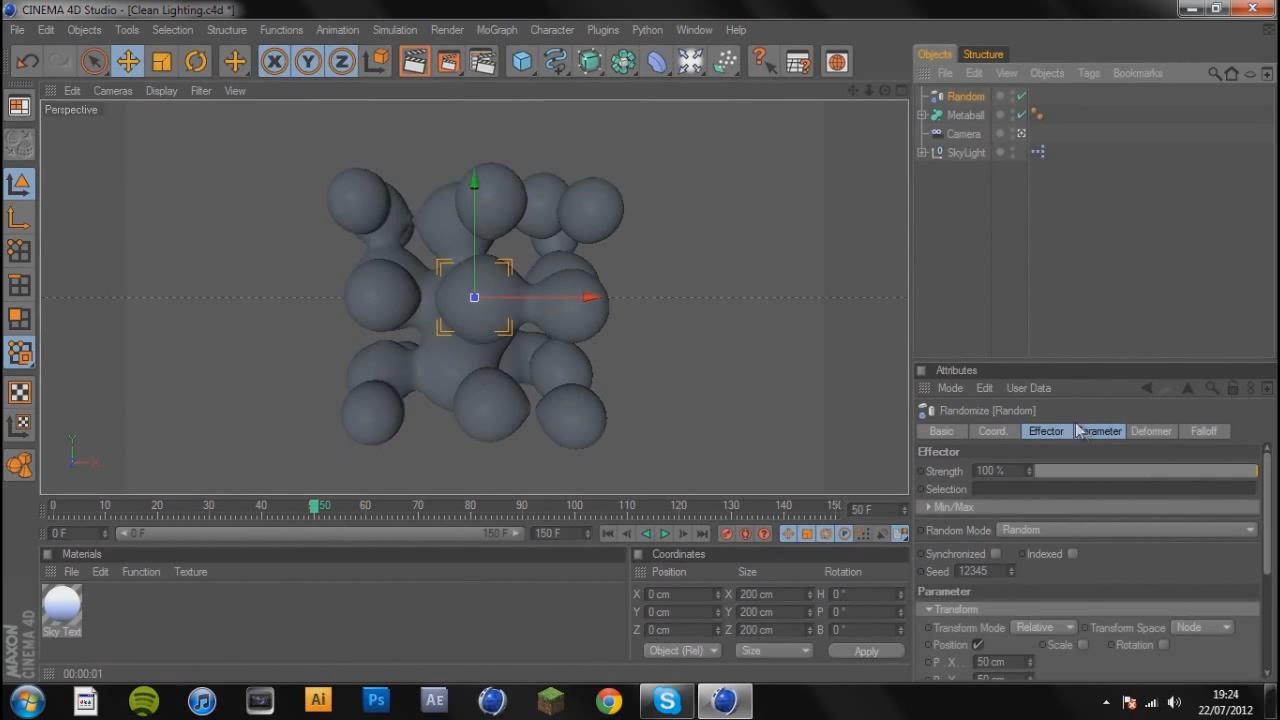 CINEMA 4D Studio - [Clean Lighting.c4d *]
File Edit Objects Tools Selection Structure Functions Animation Simulation Render MoGraph Character Plugins Python Window Help
X Y Z
Objects Structure
File Edit View Objects Tags Bookmarks
Random
Metaball
Camera
SkyLight
Edit Cameras Display Filter View
Perspective
Y
X
Attributes
Mode Edit User Data
Randomize [Random]
Basic Coord. Effector Parameter Deformer Falloff
Effector
Strength 100 %
Selection
Min/Max
Random Mode Random
Synchronized Indexed
Seed 12345
Parameter
Transform
Transform Mode Relative Transform Space Node
Position Scale Rotation
P . X . . 50 cm
0 10 20 30 40 50 60 70 80 90 100 110 120 130 140 150 50 F
0 F 0 F 150 F 150 F
Materials
File Edit Function Texture
Sky Text
Coordinates
Position Size Rotation
X 0 cm X 200 cm H 0 °
Y 0 cm Y 200 cm P 0 °
Z 0 cm Z 200 cm B 0 °
Object (Rel) Size Apply
MAXON CINEMA 4D
00:00:01
Ai Ps Ae
19:24
22/07/2012